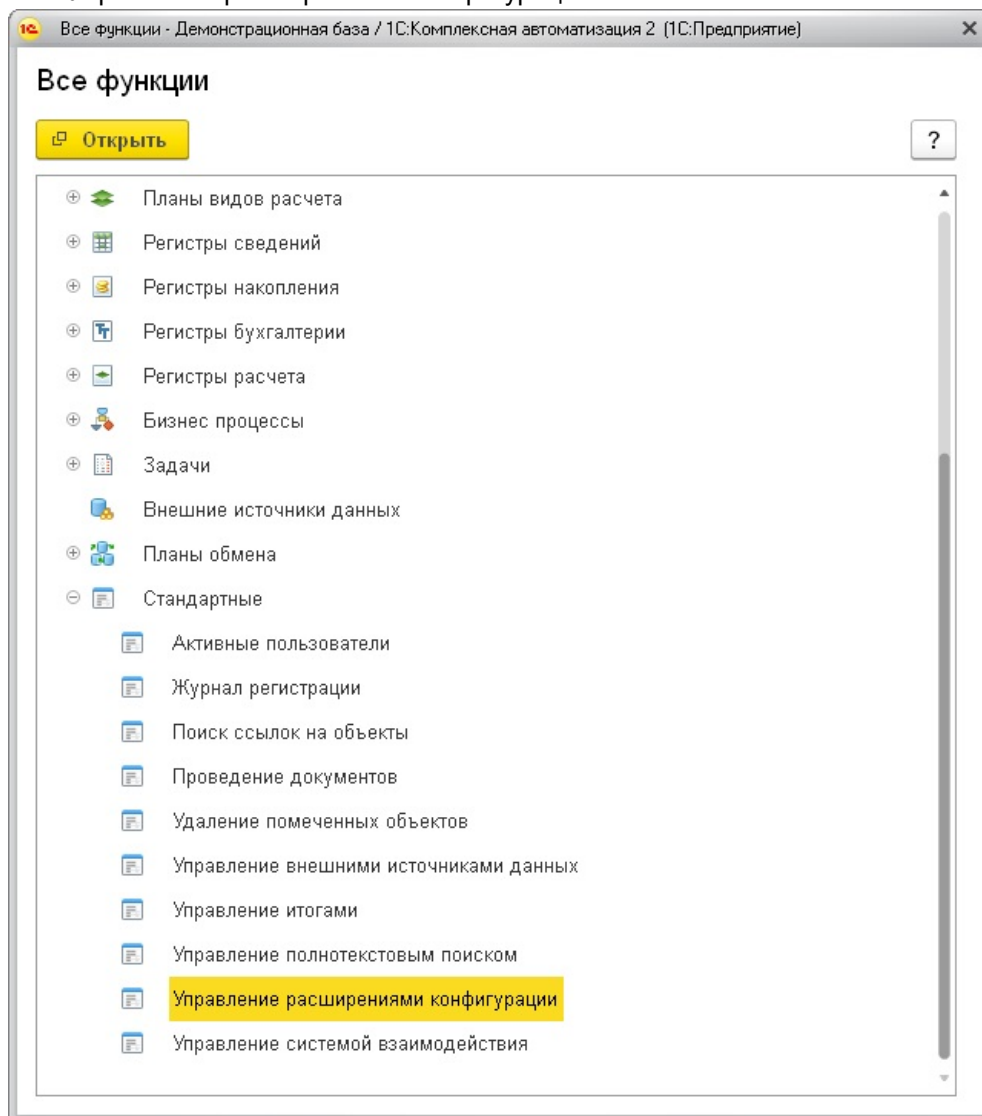 Все функции - Демонстрационная база / 1С:Комплексная автоматизация 2 (1С:Предприятие)
Все функции
Открыть
?
Планы видов расчета
Регистры сведений
Регистры накопления
Регистры бухгалтерии
Регистры расчета
Бизнес процессы
Задачи
Внешние источники данных
Планы обмена
Стандартные
Активные пользователи
Журнал регистрации
Поиск ссылок на объекты
Проведение документов
Удаление помеченных объектов
Управление внешними источниками данных
Управление итогами
Управление полнотекстовым поиском
Управление расширениями конфигурации
Управление системой взаимодействия